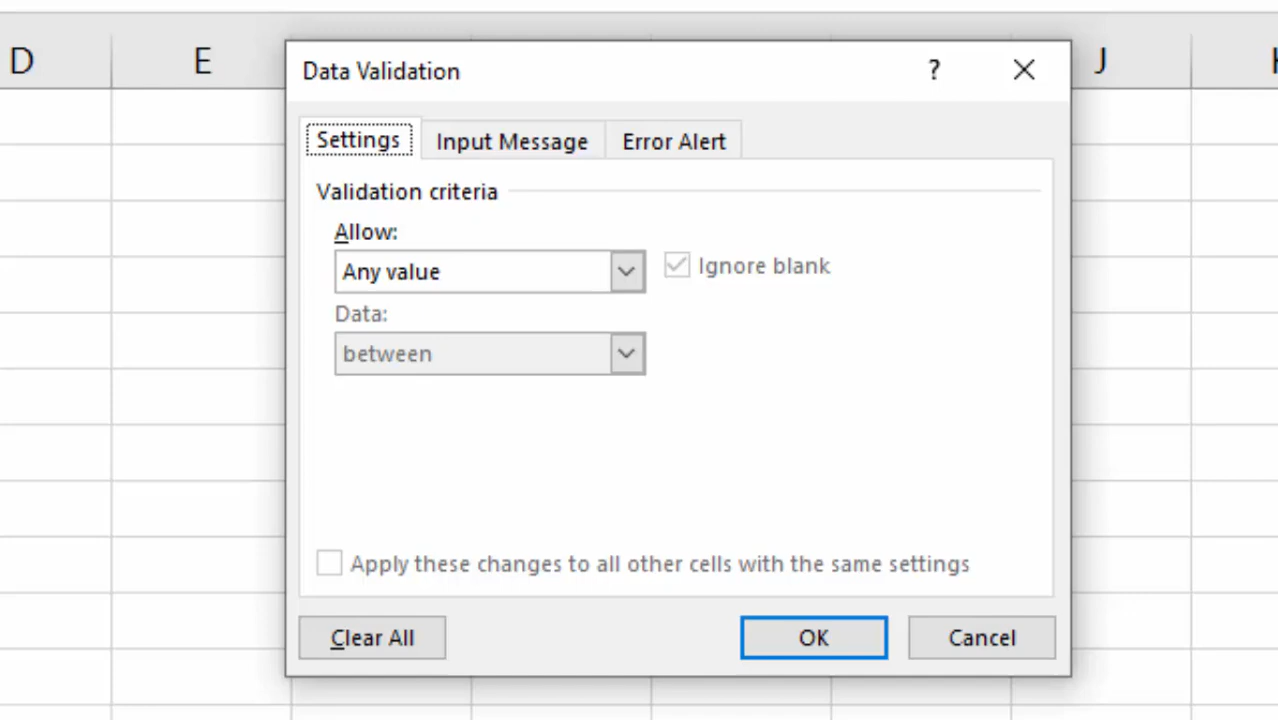 D E J
Data Validation ?
Settings Input Message Error Alert
Validation criteria
Allow:
Any value Ignore blank
Data:
between
Apply these changes to all other cells with the same settings
Clear All OK Cancel